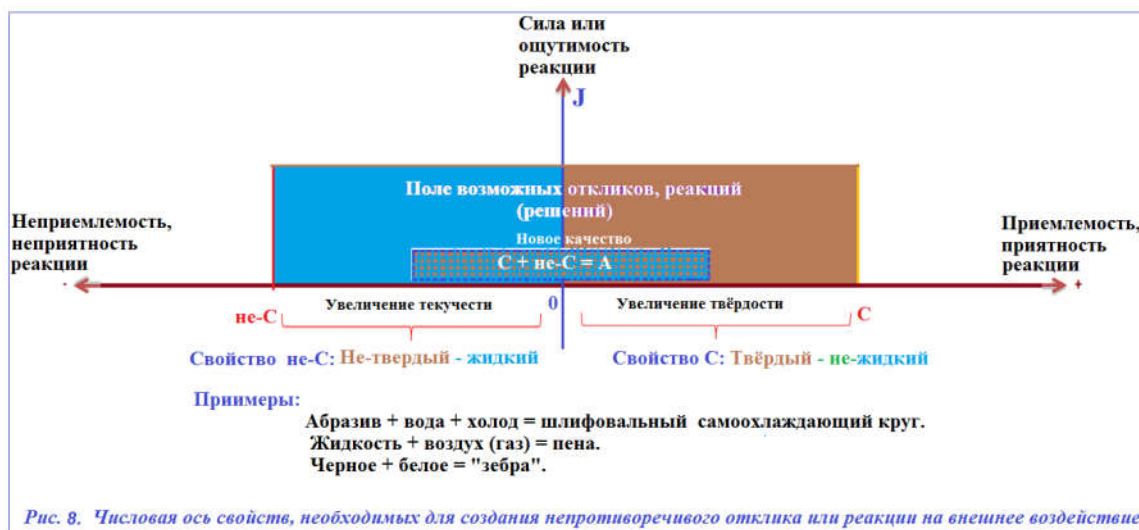 Сила или
ощутимость
реакции
J
Поле возможных откликов, реакций
(решений)
Новое качество
С + не-С = А
Неприемлемость,
неприятность
реакции
-
Приемлемость,
приятность
реакции
+
Увеличение текучести
0
Увеличение твёрдости
не-С
С
Свойство не-С: Не-твердый - жидкий
Свойство С: Твёрдый - не-жидкий
Приимеры:
Абразив + вода + холод = шлифовальный самоохлаждающий круг.
Жидкость + воздух (газ) = пена.
Черное + белое = "зебра".
Рис. 8. Числовая ось свойств, необходимых для создания непротиворечивого отклика или реакции на внешнее воздействие